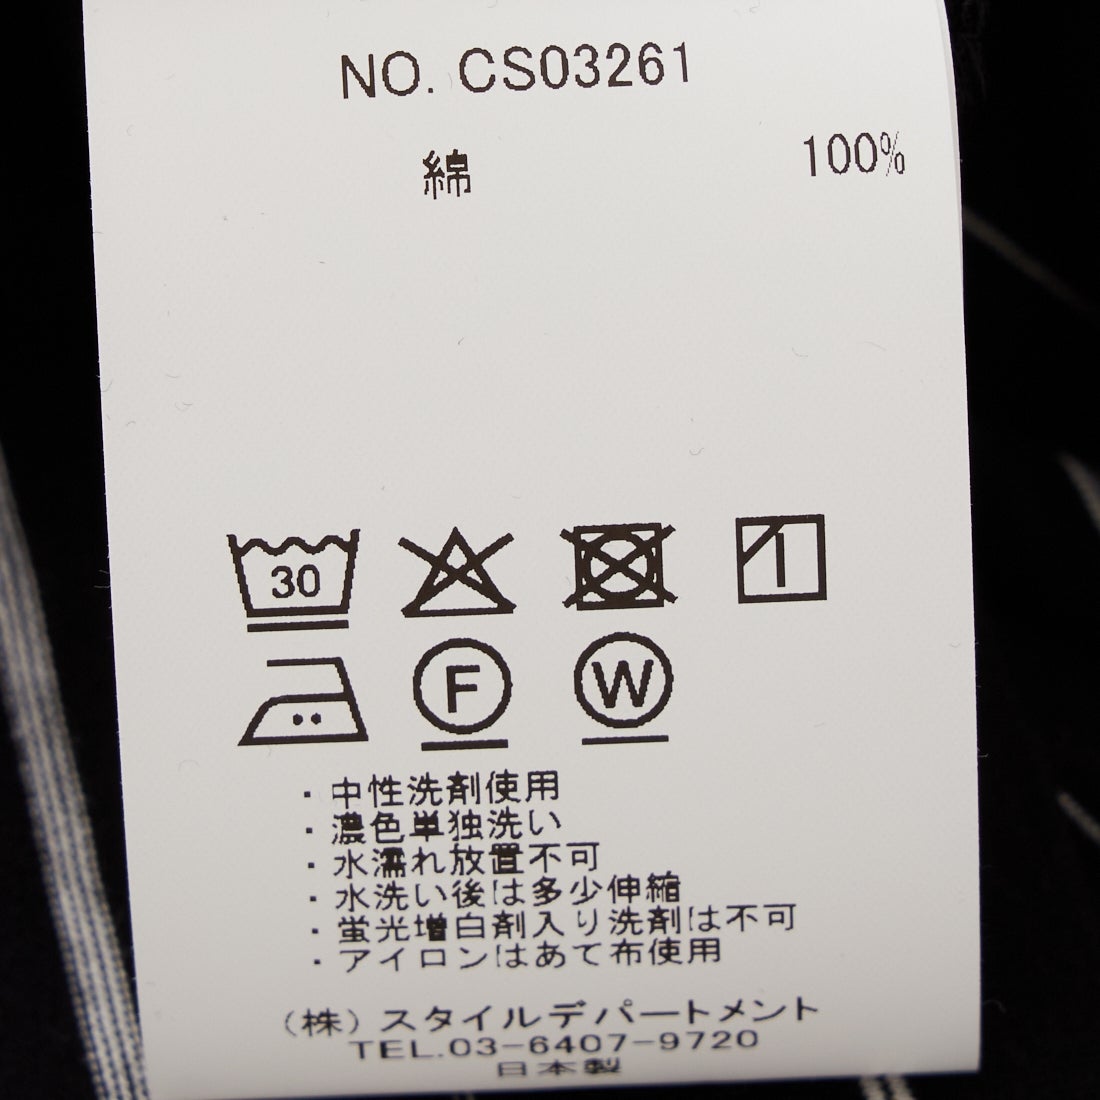 NO. CS03261
綿 100%
30
F W
・中性洗剤使用
・濃色単独洗い
・水濡れ放置不可
・水洗い後は多少伸縮
・蛍光増白剤入り洗剤は不可
・アイロンはあて布使用
(株)スタイルデパートメント
TEL.03-6407-9720
日本製